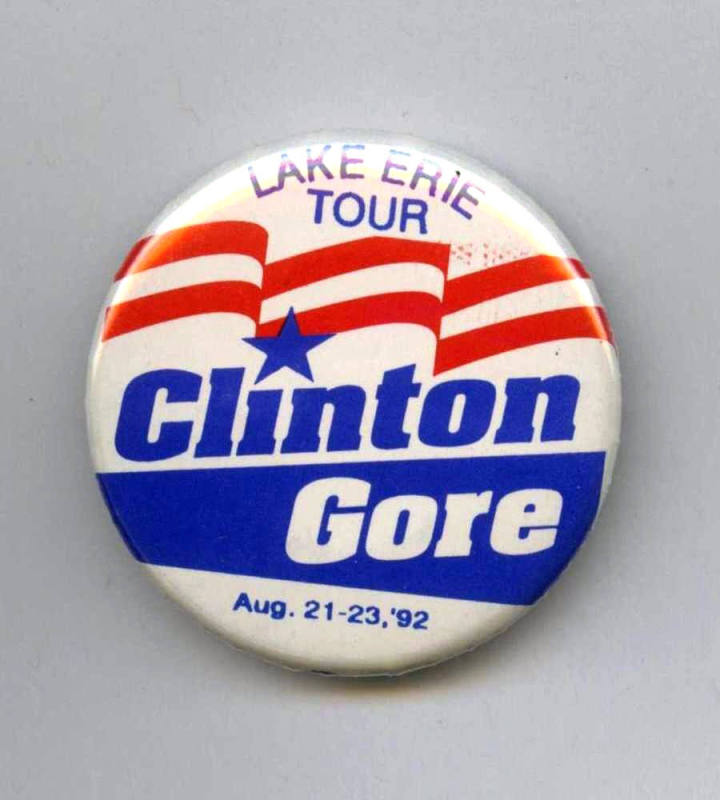 LAKE ERIE
TOUR
Clinton
Gore
Aug. 21-23,'92